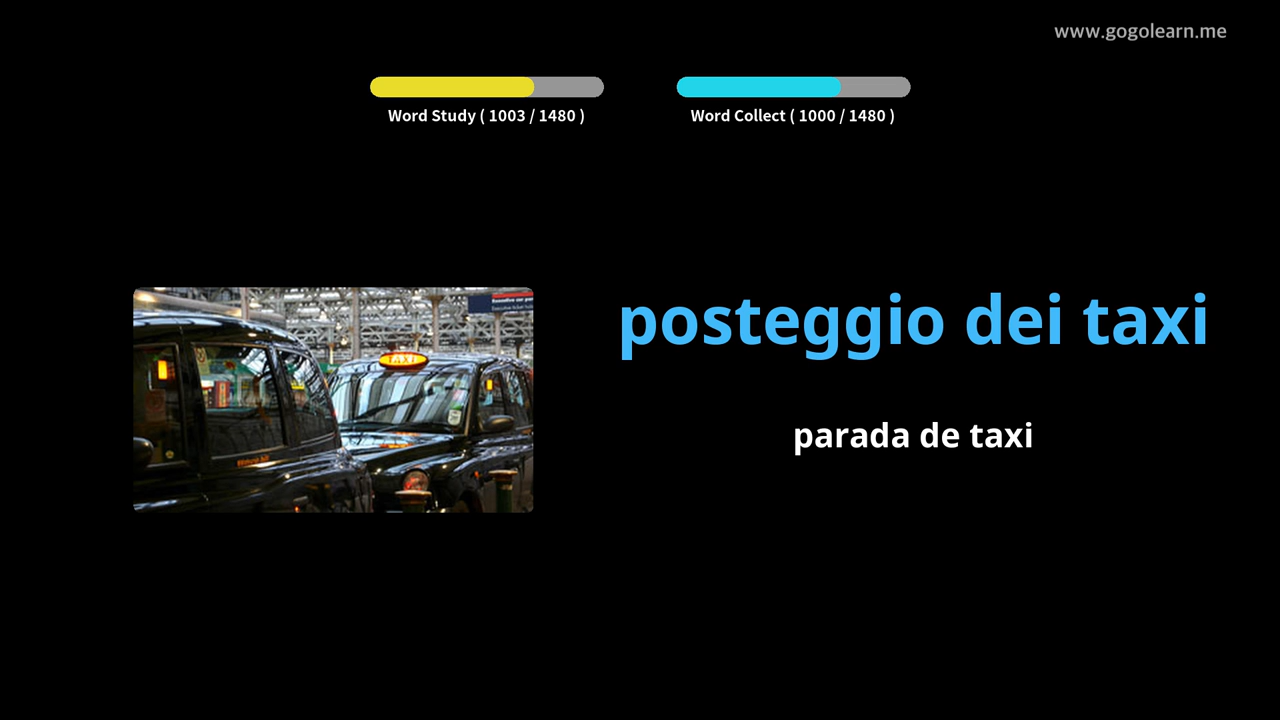 www.gogolearn.me
Word Study ( 1003 / 1480 )
Word Collect ( 1000 / 1480 )
posteggio dei taxi
parada de taxi
TAXI